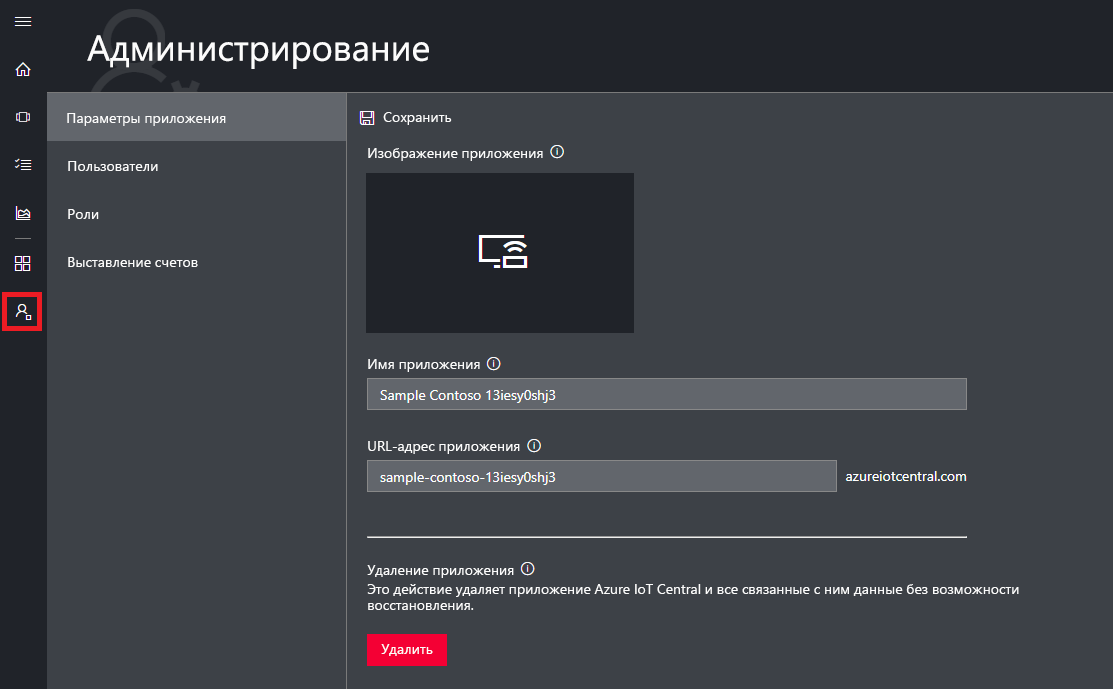 Администрирование
Параметры приложения
Пользователи
Роли
Выставление счетов
Сохранить
Изображение приложения
Имя приложения
Sample Contoso 13iesy0shj3
URL-адрес приложения
sample-contoso-13iesy0shj3 azureiotcentral.com
Удаление приложения
Это действие удаляет приложение Azure IoT Central и все связанные с ним данные без возможности
восстановления.
Удалить